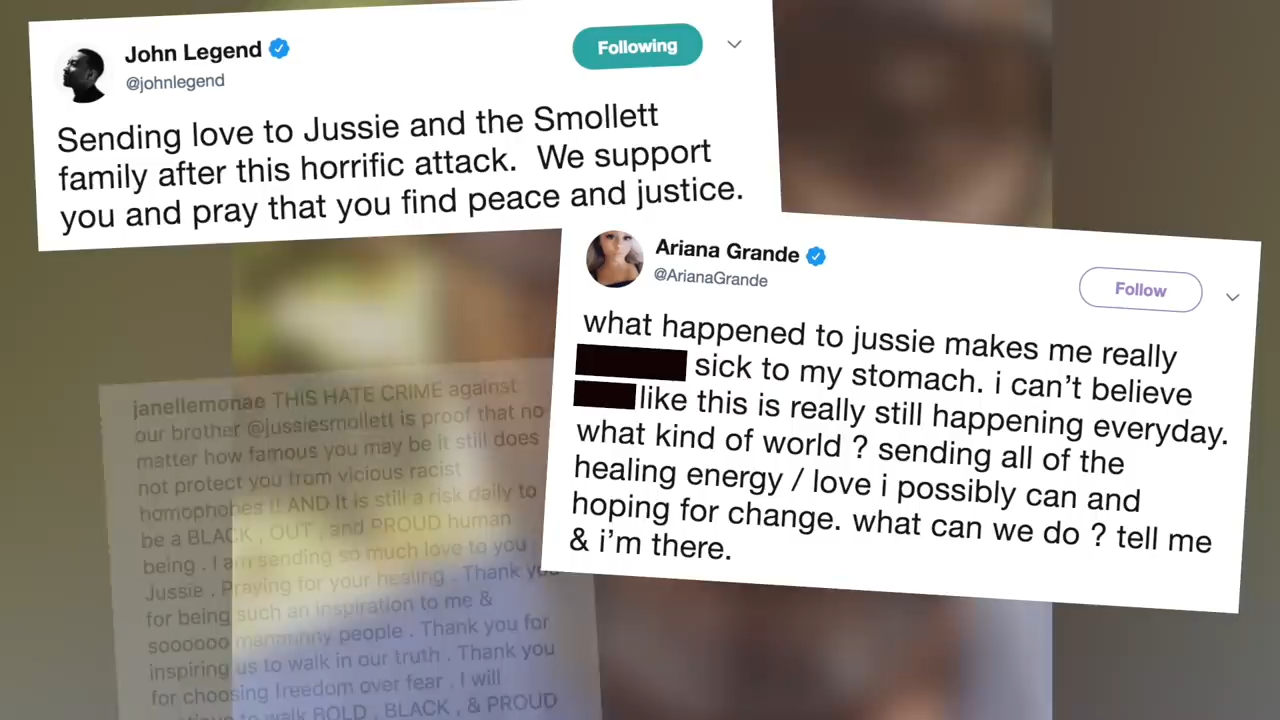 John Legend
@johnlegend
Following
Sending love to Jussie and the Smollett
family after this horrific attack.  We support
you and pray that you find peace and justice.
Ariana Grande
@ArianaGrande
Follow
what happened to jussie makes me really
sick to my stomach. i can't believe
like this is really still happening everyday.
what kind of world ? sending all of the
healing energy / love i possibly can and
hoping for change. what can we do ? tell me
& i'm there.
janellemonae THIS HATE CRIME against
our brother @jussiesmollett is proof that no
matter how famous you may be it still does
not protect you from vicious racist
homophobes !! AND It is still a risk daily to
be a BLACK , OUT , and PROUD human
being . I am sending so much love to you
Jussie . Praying for your healing . Thank you
for being such an inspiration to me &
soooooo manmnny people . Thank you for
inspiring us to walk in our truth . Thank you
for choosing freedom over fear . I will
to walk BOLD , BLACK , & PROUD